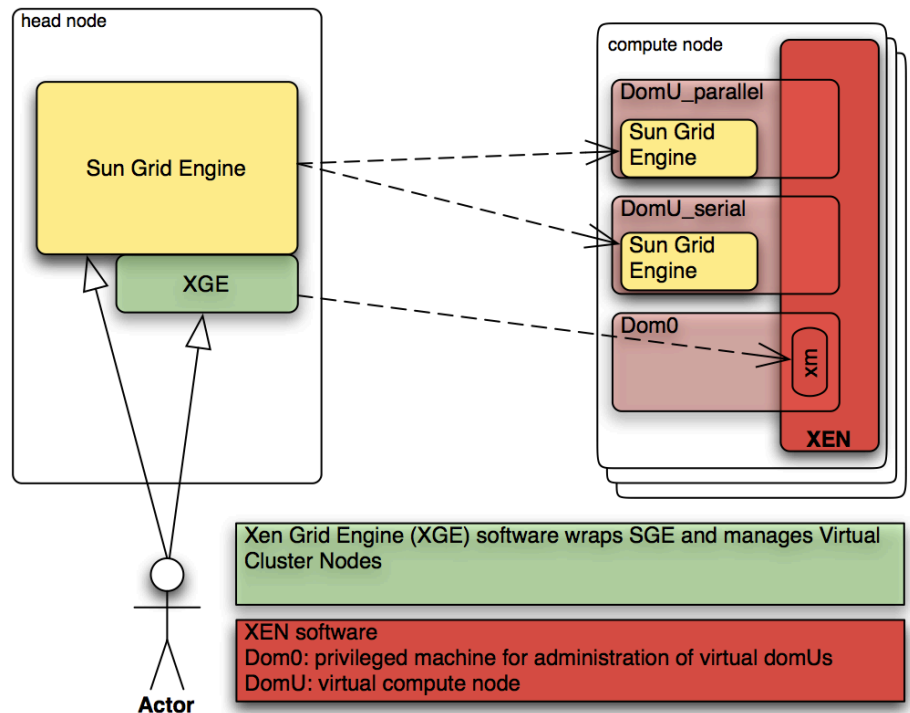 head node
Sun Grid Engine
XGE
compute node
DomU_parallel
Sun Grid
Engine
DomU_serial
Sun Grid
Engine
Dom0
xm
XEN
Actor
Xen Grid Engine (XGE) software wraps SGE and manages Virtual
Cluster Nodes
XEN software
Dom0: privileged machine for administration of virtual domUs
DomU: virtual compute node